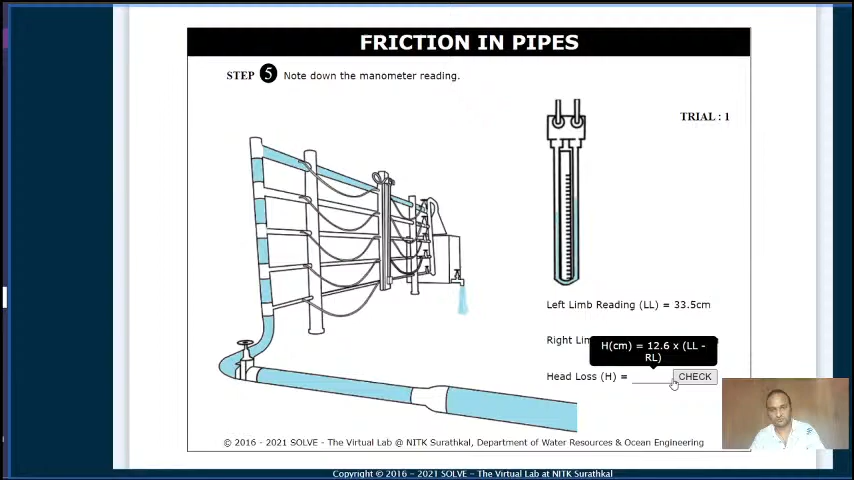 FRICTION IN PIPES
STEP 5 Note down the manometer reading.
TRIAL : 1
Left Limb Reading (LL) = 33.5cm
Right Lim
H(cm) = 12.6 x (LL -
RL)
Head Loss (H) = CHECK
© 2016 - 2021 SOLVE - The Virtual Lab @ NITK Surathkal, Department of Water Resources & Ocean Engineering
Copyright © 2016 - 2021 SOLVE - The Virtual Lab at NITK Surathkal